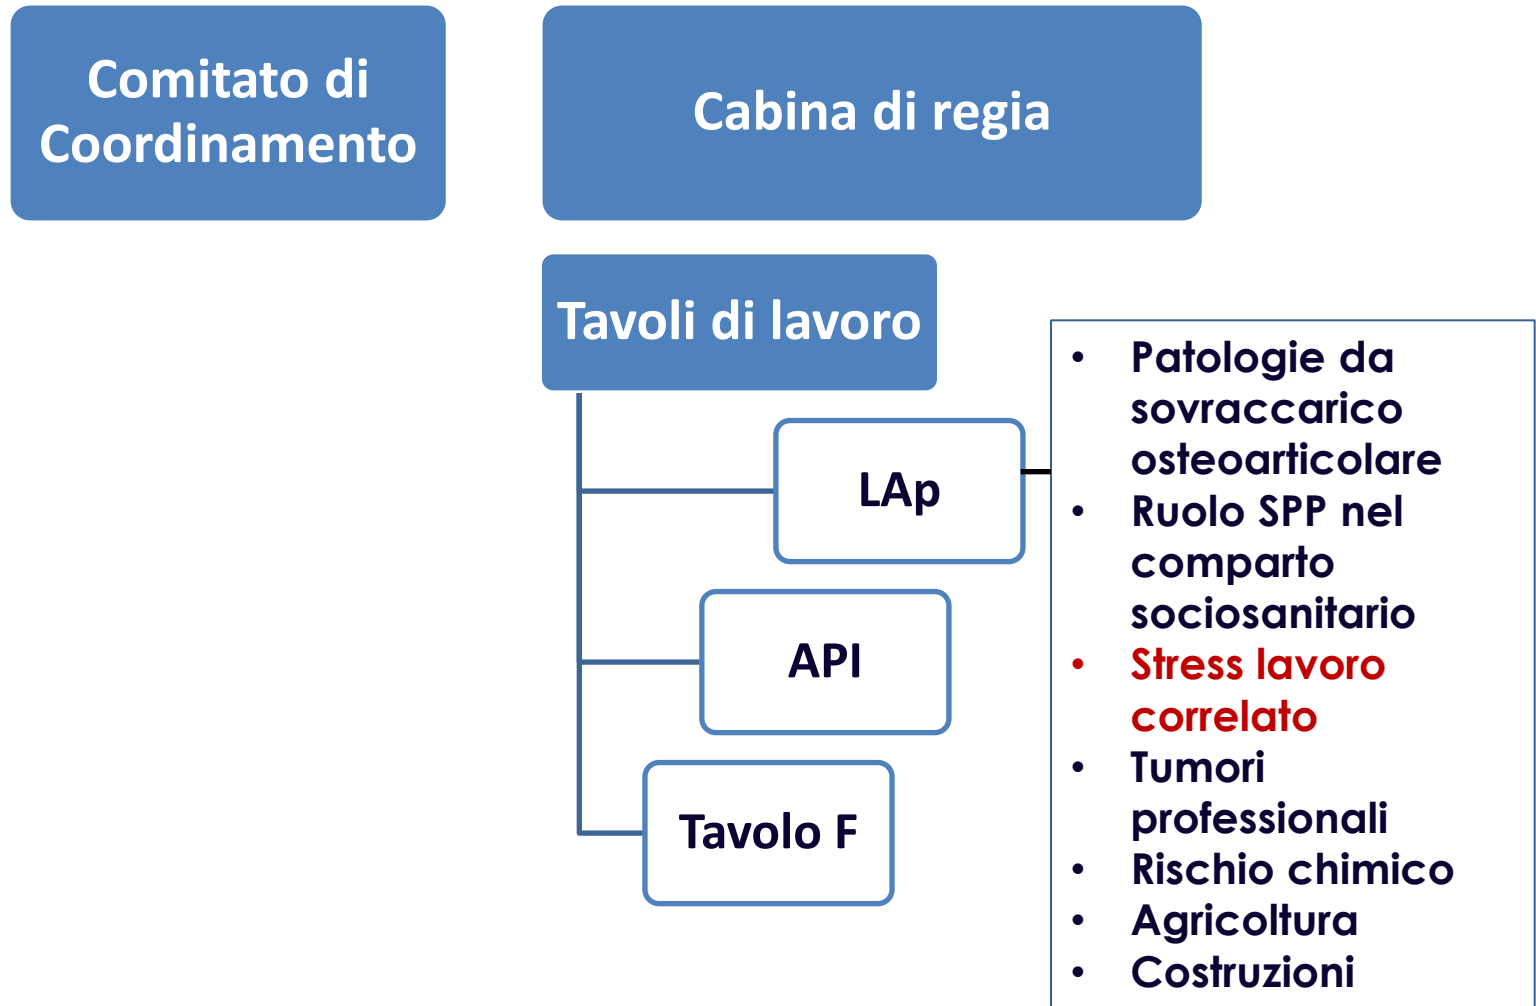 Comitato di
Coordinamento
Cabina di regia
Tavoli di lavoro
LAp
API
Tavolo F
• Patologie da
sovraccarico
osteoarticolare
• Ruolo SPP nel
comparto
sociosanitario
• Stress lavoro
correlato
• Tumori
professionali
• Rischio chimico
• Agricoltura
• Costruzioni